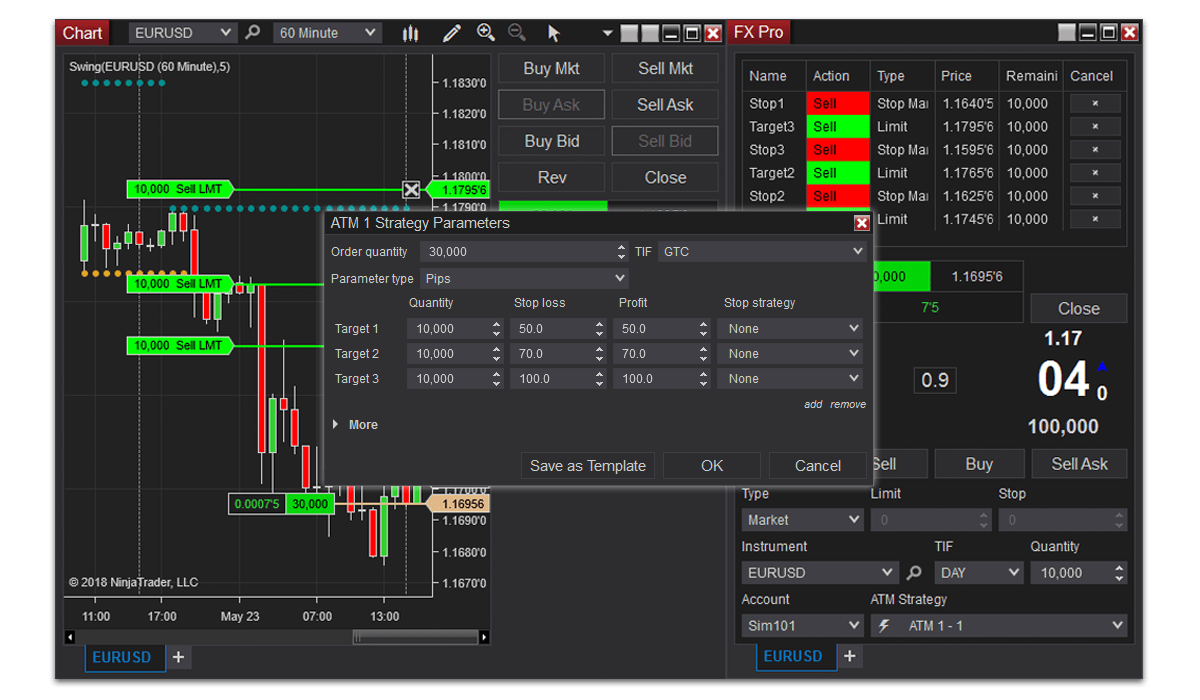 Chart EURUSD 60 Minute
FX Pro
Swing(EURUSD (60 Minute),5)
1.1830'0
1.1820'0
1.1810'0
1.1800'0
1.1795'6
1.1790'0
10,000 Sell LMT
10,000 Sell LMT
10,000 Sell LMT
0.0007'5 30,000
1.16956
1.1690'0
1.1680'0
1.1670'0
© 2018 NinjaTrader, LLC
11:00 17:00 May 23 07:00 13:00
EURUSD +
Buy Mkt Sell Mkt
Buy Ask Sell Ask
Buy Bid Sell Bid
Rev Close
ATM 1 Strategy Parameters
Order quantity 30,000 TIF GTC
Parameter type Pips
Quantity Stop loss Profit Stop strategy
Target 1 10,000 50.0 50.0 None
Target 2 10,000 70.0 70.0 None
Target 3 10,000 100.0 100.0 None
add remove
More
Save as Template OK Cancel
Name Action Type Price Remaini Cancel
Stop1 Sell Stop Mar 1.1640'5 10,000
Target3 Sell Limit 1.1795'6 10,000
Stop3 Sell Stop Mar 1.1595'6 10,000
Target2 Sell Limit 1.1765'6 10,000
Stop2 Sell Stop Mar 1.1625'6 10,000
Limit 1.1745'6 10,000
1.1695'6
7'5 Close
1.17
0.9 04 0
100,000
Sell Buy Sell Ask
Type Limit Stop
Market 0 0
Instrument TIF Quantity
EURUSD DAY 10,000
Account ATM Strategy
Sim101 ATM 1 - 1
EURUSD +